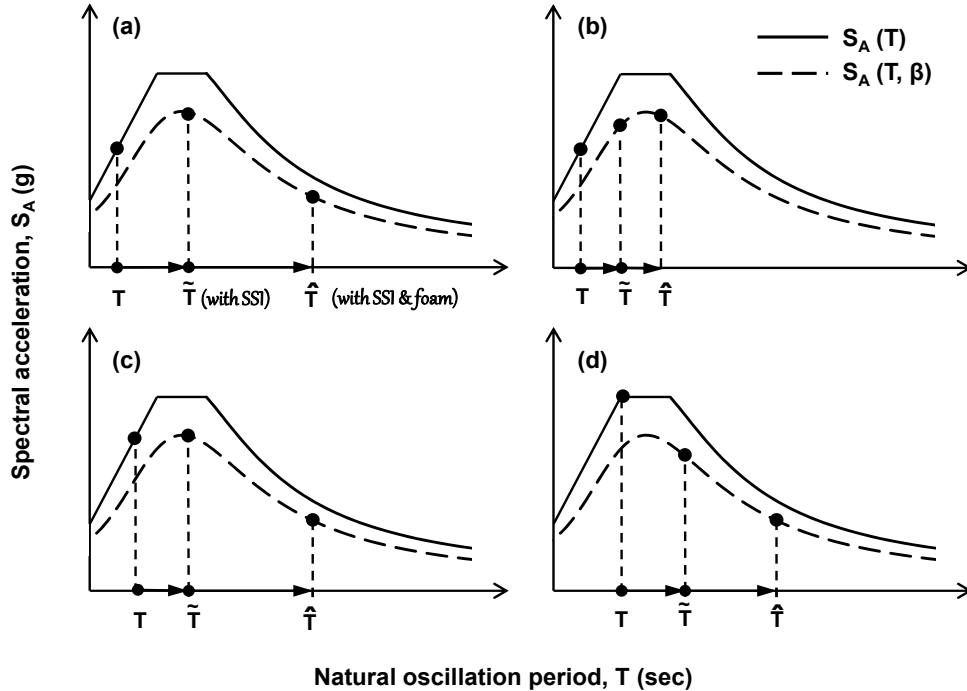 (a)
(b)
S_A (T)
S_A (T, β)
Spectral acceleration, S_A (g)
T T̃ (with SSI) T̂ (with SSI & foam)
T T̃ T̂
(c)
(d)
T T̃ T̂
T T̃ T̂
Natural oscillation period, T (sec)